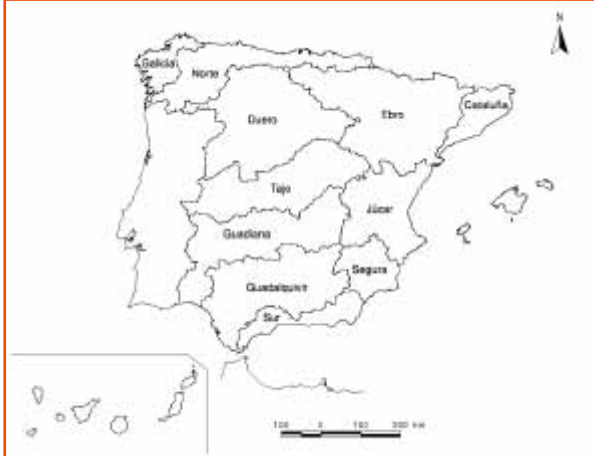 N
Galicia
Norte
Cataluña
Ebro
Duero
Tajo
Júcar
Guadiana
Segura
Guadalquivir
Sur
100 0 100 200 km